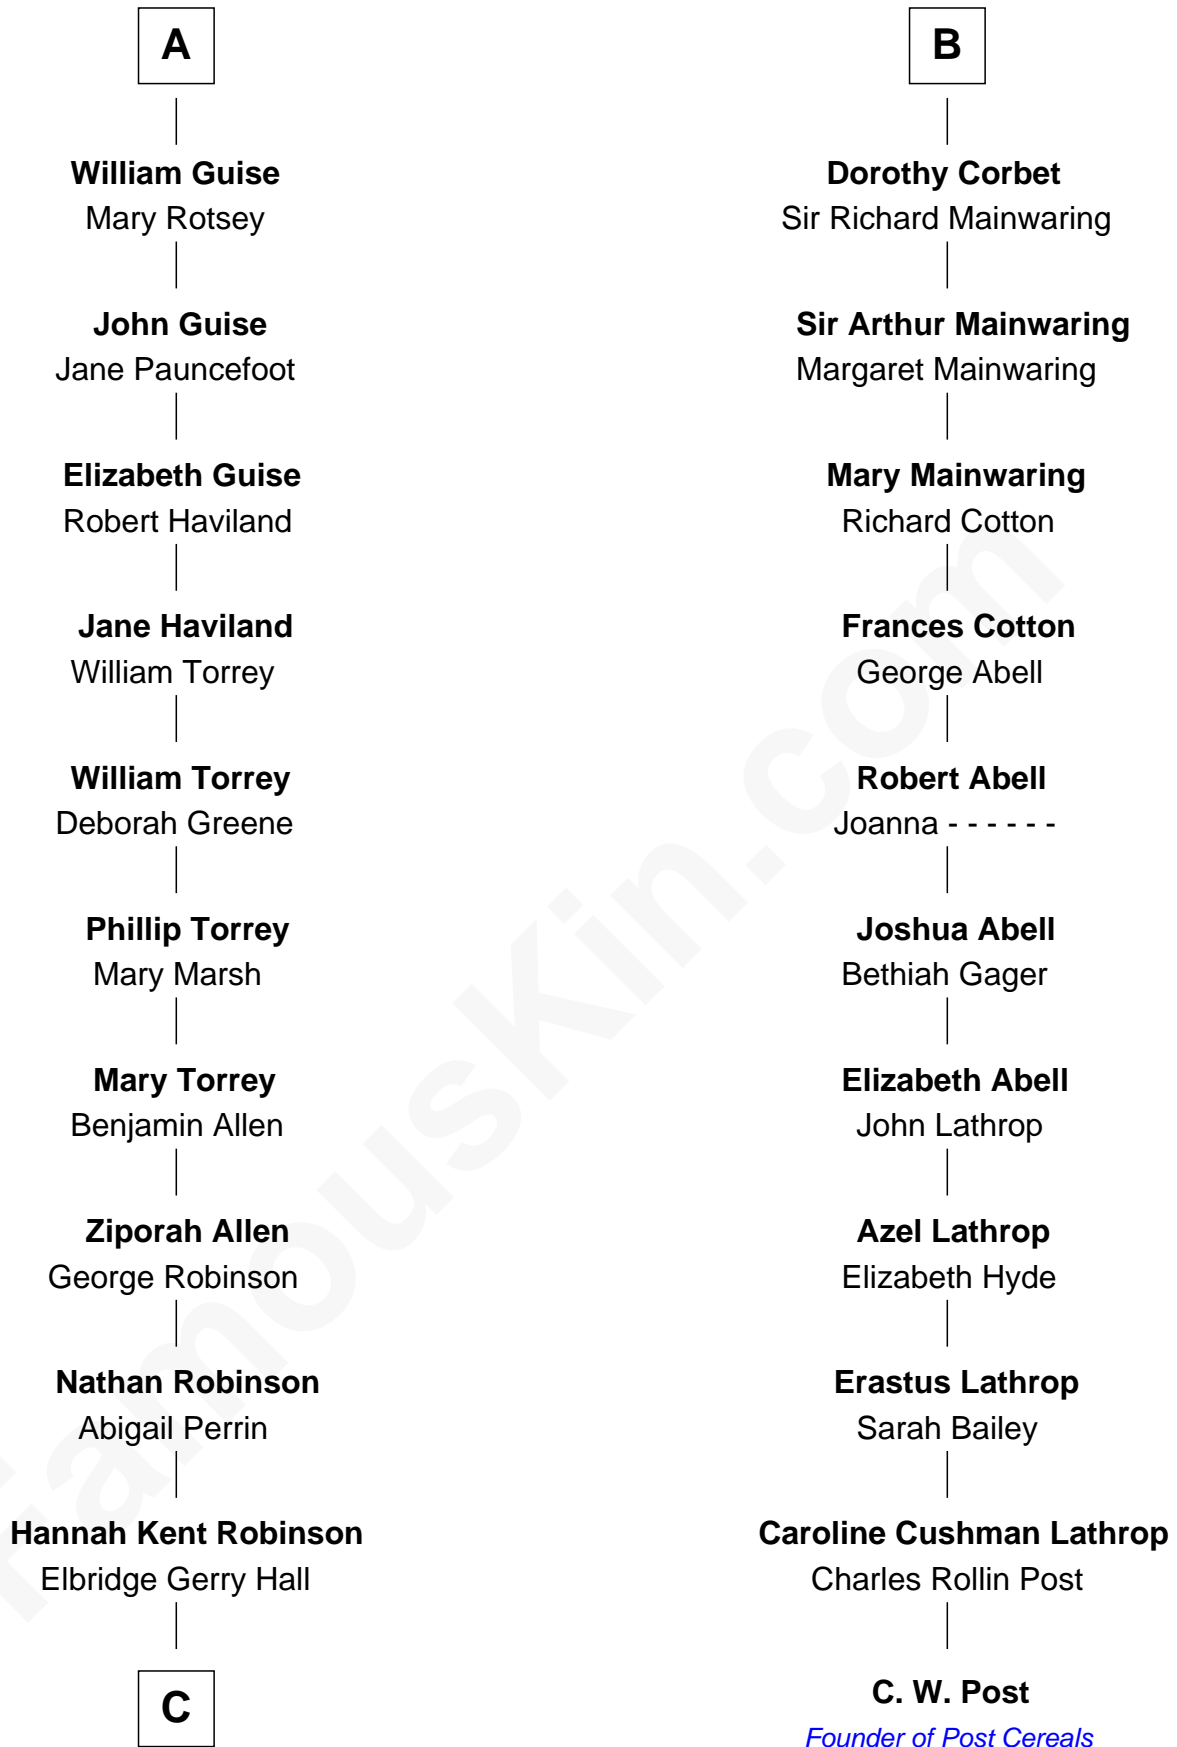 A
William Guise
Mary Rotsey
John Guise
Jane Pauncefoot
Elizabeth Guise
Robert Haviland
Jane Haviland
William Torrey
William Torrey
Deborah Greene
Phillip Torrey
Mary Marsh
Mary Torrey
Benjamin Allen
Ziporah Allen
George Robinson
Nathan Robinson
Abigail Perrin
Hannah Kent Robinson
Elbridge Gerry Hall
C
B
Dorothy Corbet
Sir Richard Mainwaring
Sir Arthur Mainwaring
Margaret Mainwaring
Mary Mainwaring
Richard Cotton
Frances Cotton
George Abell
Robert Abell
Joanna - - - - - -
Joshua Abell
Bethiah Gager
Elizabeth Abell
John Lathrop
Azel Lathrop
Elizabeth Hyde
Erastus Lathrop
Sarah Bailey
Caroline Cushman Lathrop
Charles Rollin Post
C. W. Post
Founder of Post Cereals
FamousKin.com